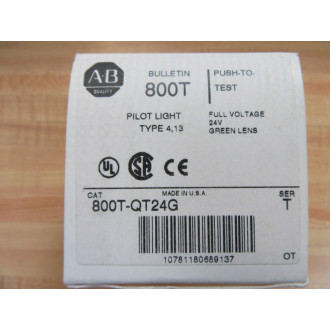 A-B
QUALITY
BULLETIN
800T
PUSH-TO-
TEST
PILOT LIGHT
TYPE 4,13
FULL VOLTAGE
24V
GREEN LENS
UL
SA
CE
CAT
MADE IN U.S.A.
SER
800T-QT24G
T
10781180689137
OT